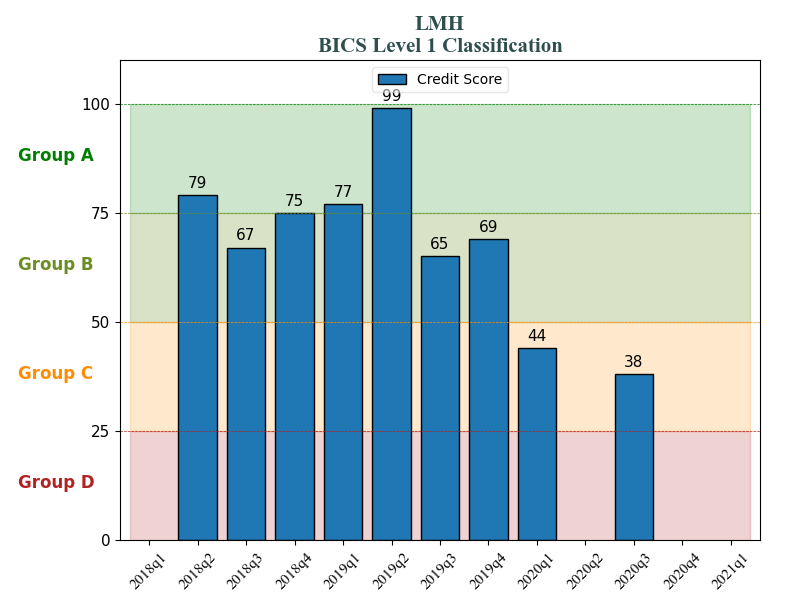 LMH
BICS Level 1 Classification
Credit Score
100
75
50
25
0
Group A
Group B
Group C
Group D
79
67
75
77
99
65
69
44
38
2018q1
2018q2
2018q3
2018q4
2019q1
2019q2
2019q3
2019q4
2020q1
2020q2
2020q3
2020q4
2021q1